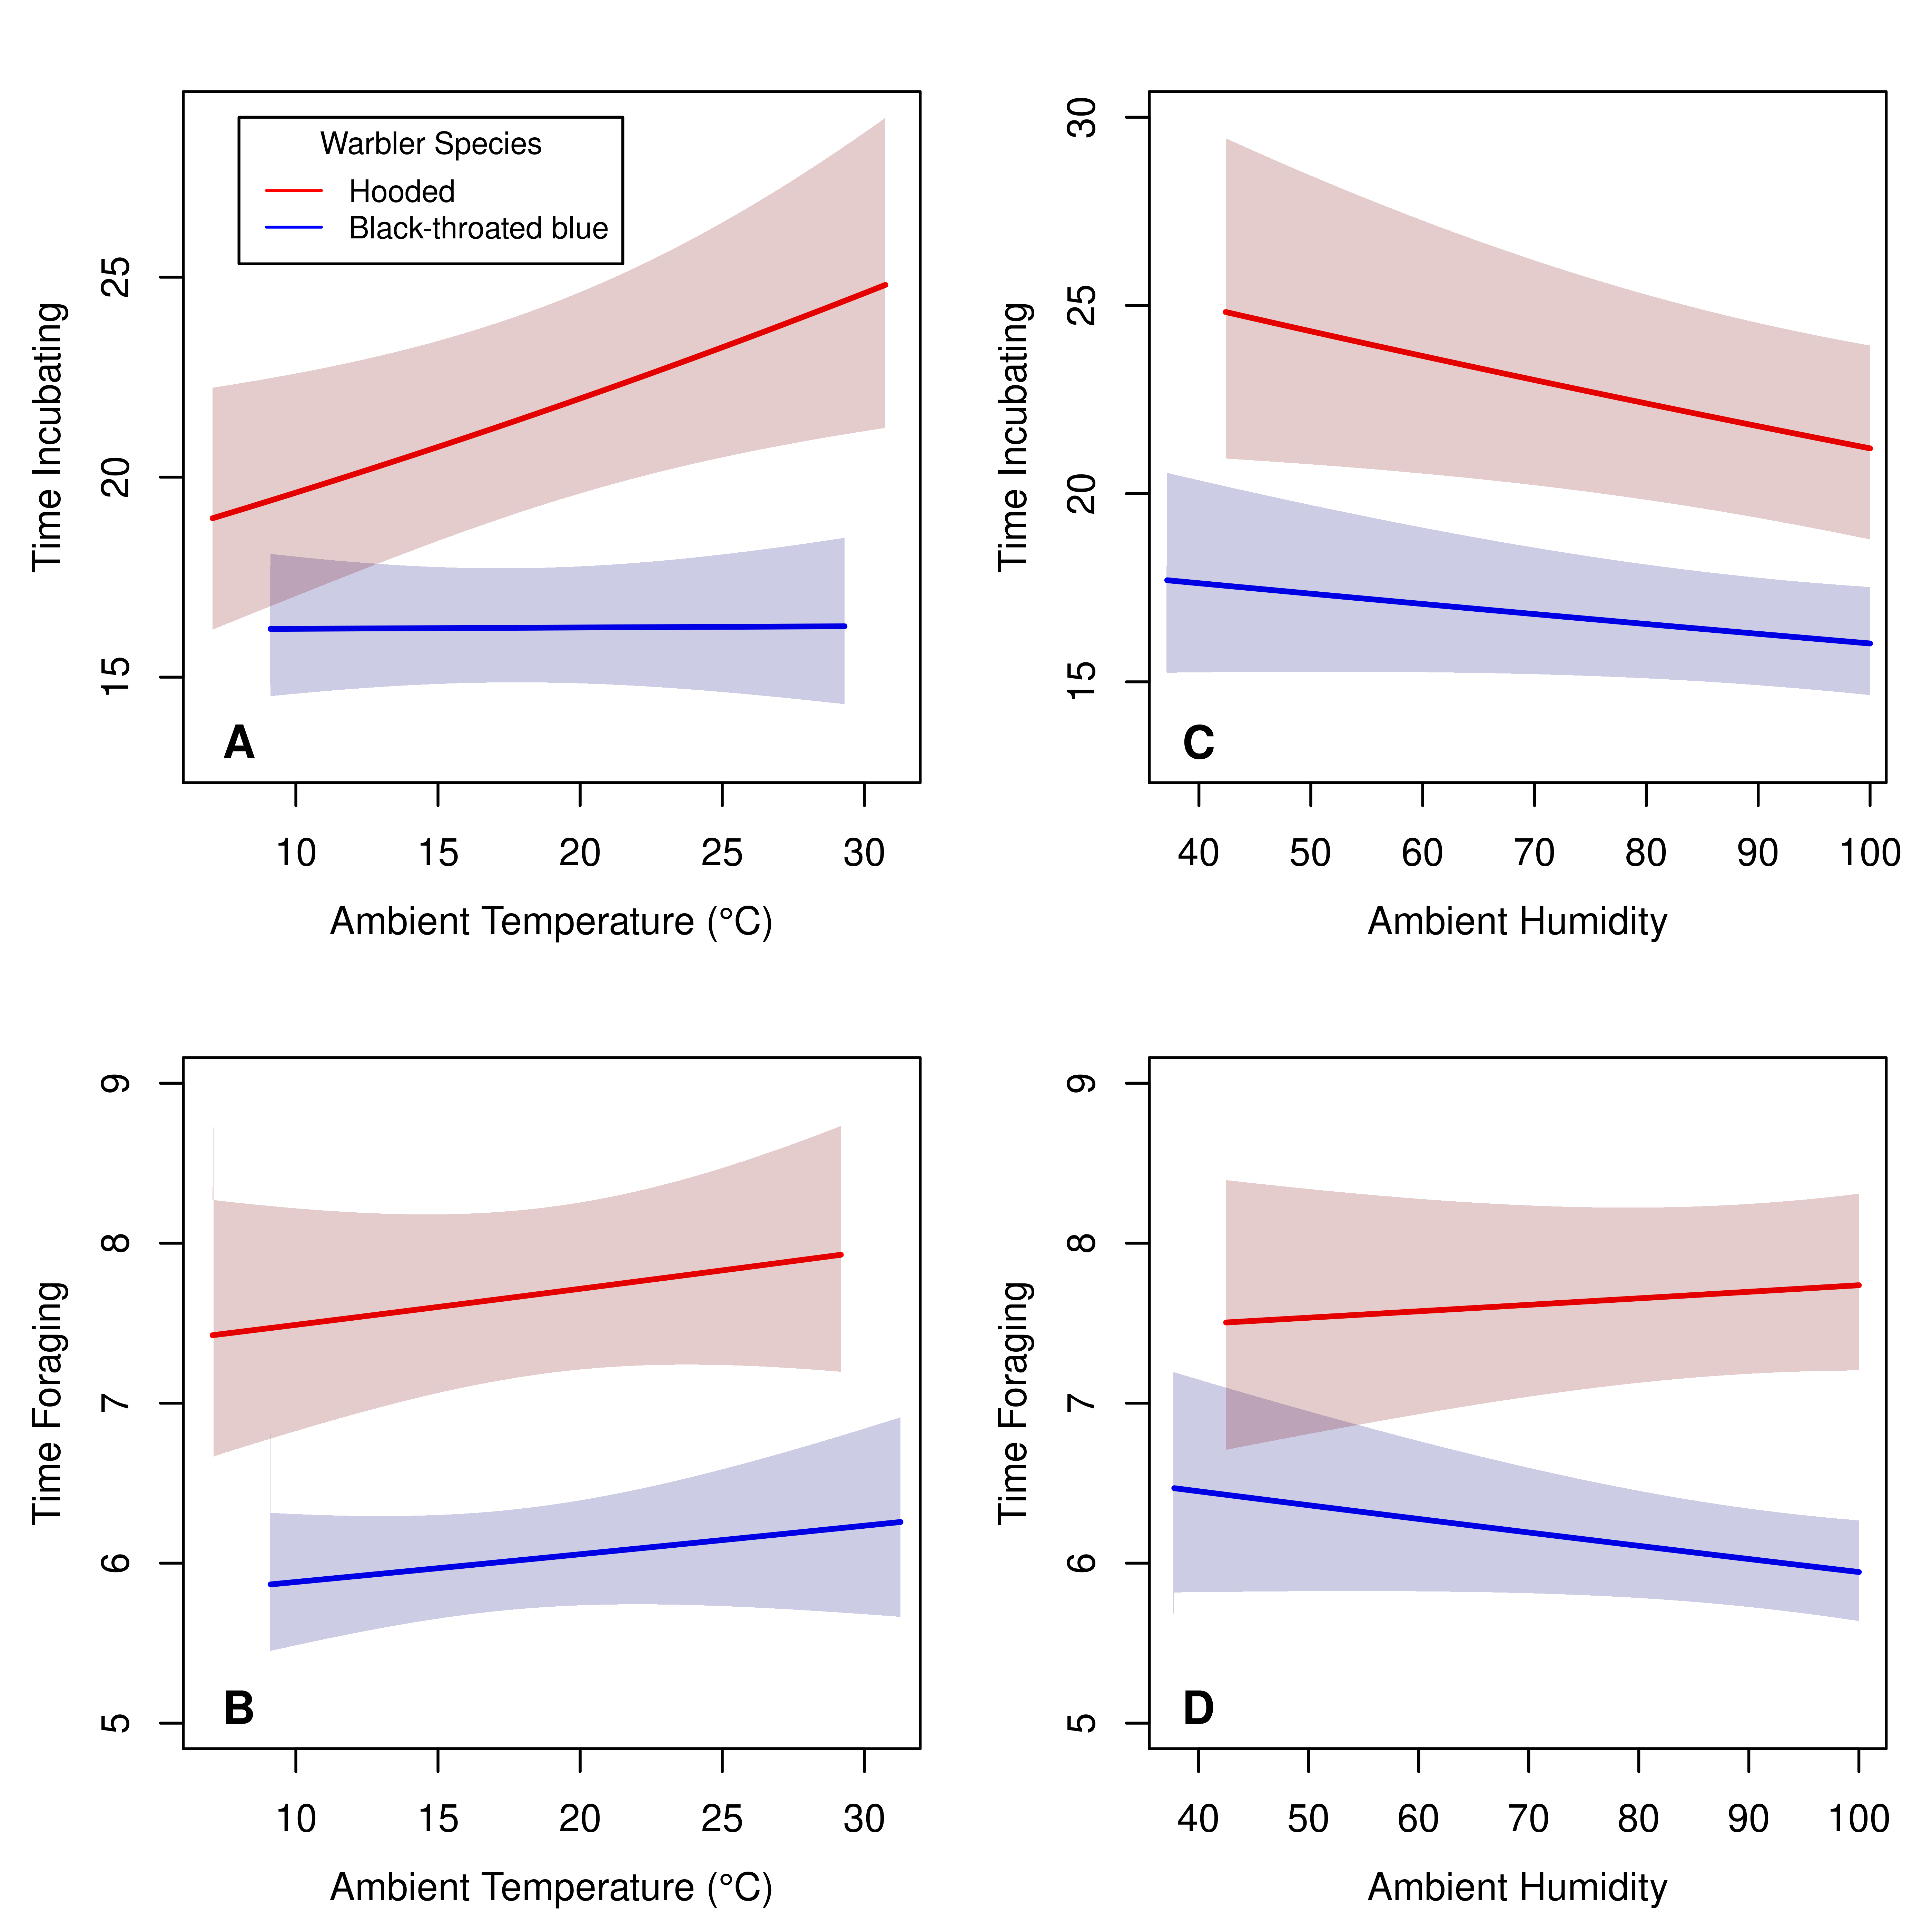 Warbler Species
Hooded
Black-throated blue
Time Incubating
25
20
15
A
10 15 20 25 30
Ambient Temperature (°C)
Time Incubating
30
25
20
15
C
40 50 60 70 80 90 100
Ambient Humidity
Time Foraging
9
8
7
6
5
B
10 15 20 25 30
Ambient Temperature (°C)
Time Foraging
9
8
7
6
5
D
40 50 60 70 80 90 100
Ambient Humidity